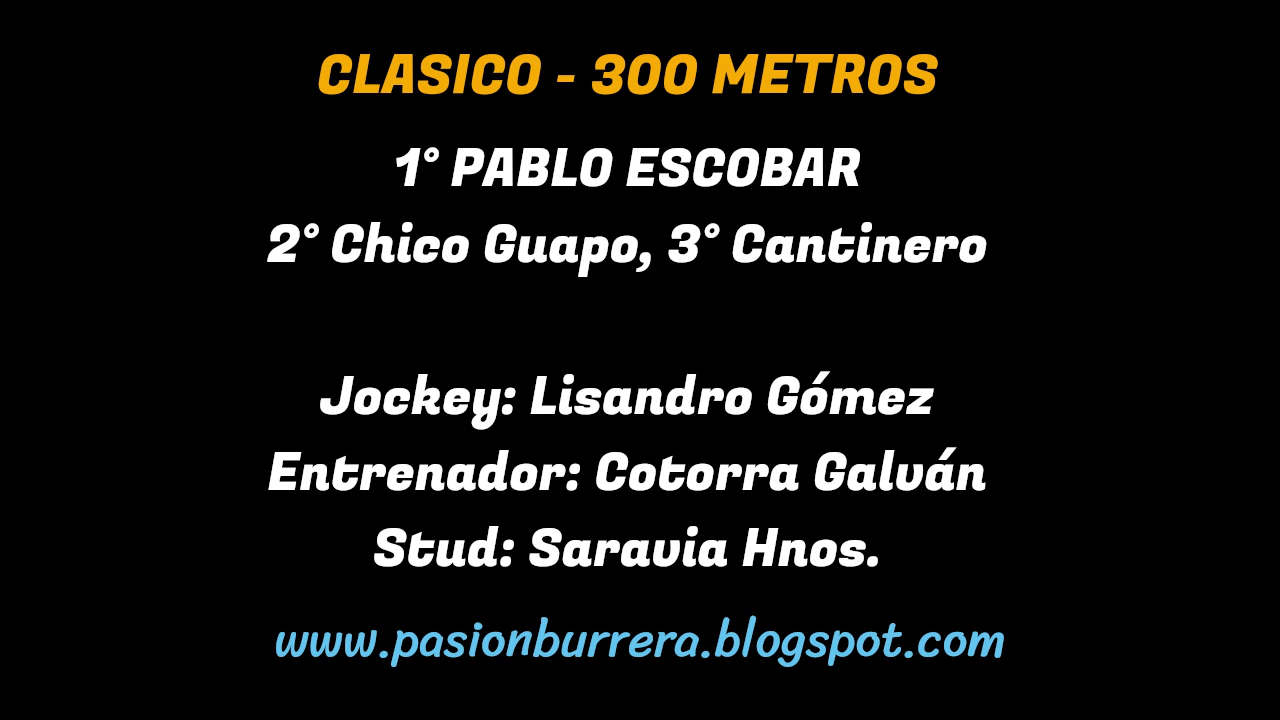 CLASICO - 300 METROS
1° PABLO ESCOBAR
2° Chico Guapo, 3° Cantinero
Jockey: Lisandro Gómez
Entrenador: Cotorra Galván
Stud: Saravia Hnos.
www.pasionburrera.blogspot.com